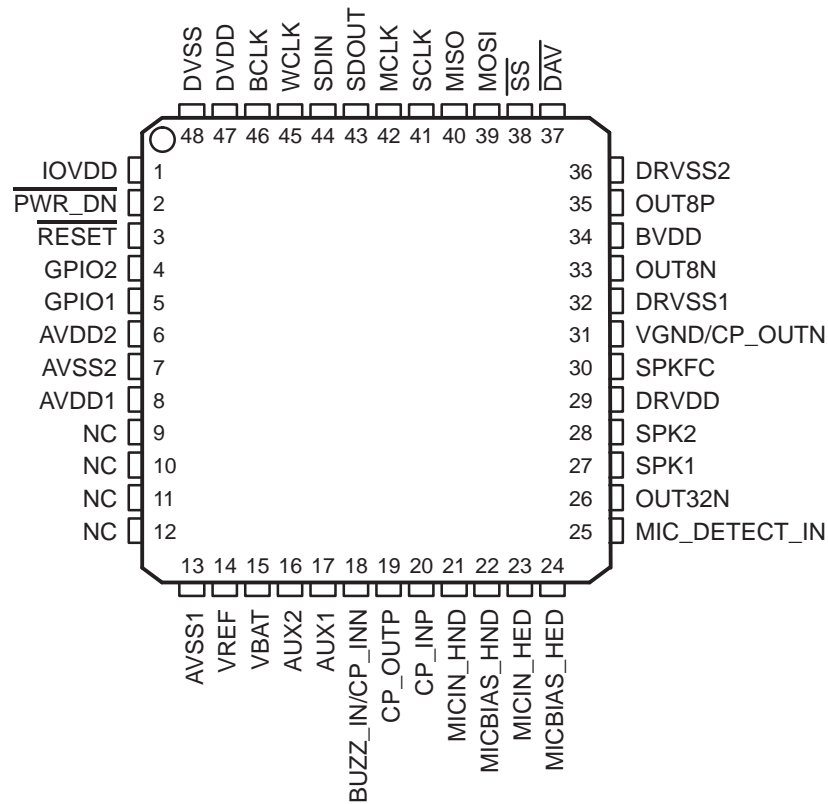 DVSS
DVDD
BCLK
WCLK
SDIN
SDOUT
MCLK
SCLK
MISO
MOSI
S̅S̅
D̅A̅V̅
48 47 46 45 44 43 42 41 40 39 38 37
IOVDD 1
P̅W̅R̅_̅D̅N̅ 2
R̅E̅S̅E̅T̅ 3
GPIO2 4
GPIO1 5
AVDD2 6
AVSS2 7
AVDD1 8
NC 9
NC 10
NC 11
NC 12
36 DRVSS2
35 OUT8P
34 BVDD
33 OUT8N
32 DRVSS1
31 VGND/CP_OUTN
30 SPKFC
29 DRVDD
28 SPK2
27 SPK1
26 OUT32N
25 MIC_DETECT_IN
13 14 15 16 17 18 19 20 21 22 23 24
AVSS1
VREF
VBAT
AUX2
AUX1
BUZZ_IN/CP_INN
CP_OUTP
CP_INP
MICIN_HND
MICBIAS_HND
MICIN_HED
MICBIAS_HED